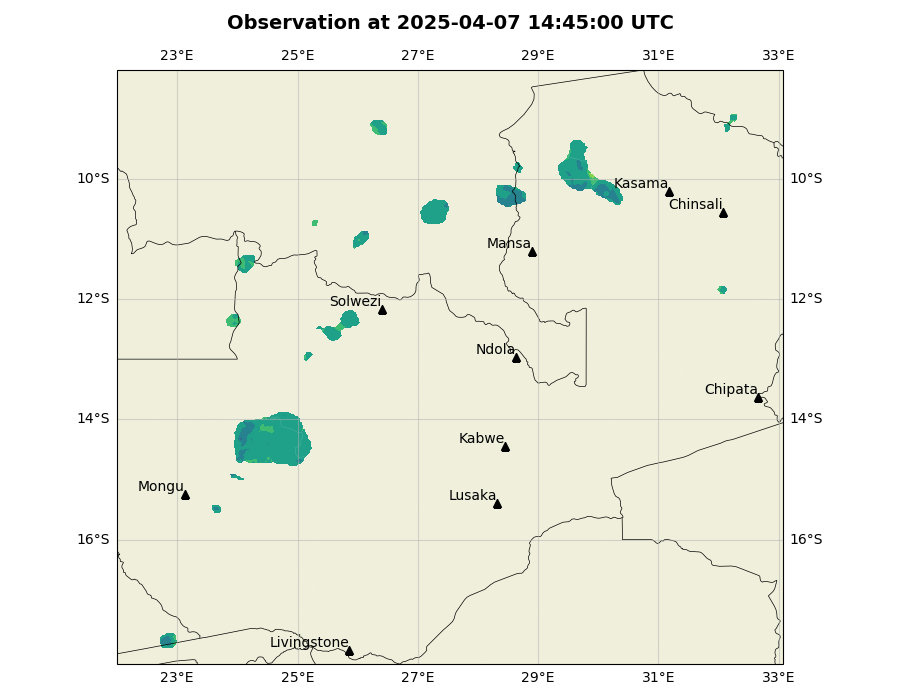 Observation at 2025-04-07 14:45:00 UTC
23°E 25°E 27°E 29°E 31°E 33°E
10°S 10°S
Kasama
Chinsali
Mansa
12°S 12°S
Solwezi
Ndola
Chipata
14°S 14°S
Kabwe
Mongu
Lusaka
16°S 16°S
Livingstone
23°E 25°E 27°E 29°E 31°E 33°E